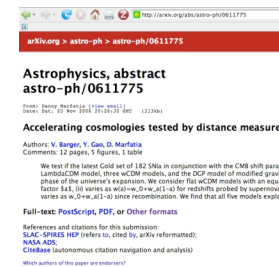 http://arxiv.org/abs/astro-ph/0611775
arXiv.org > astro-ph > astro-ph/0611775
Astrophysics, abstract
astro-ph/0611775
From: Danny Marfatia [view email]
Date: Sat, 25 Nov 2006 20:26:32 GMT (313kb)
Accelerating cosmologies tested by distance measure
Authors: V. Barger, Y. Gao, D. Marfatia
Comments: 12 pages, 5 figures, 1 table
We test if the latest Gold set of 182 SNIa in conjunction with the CMB shift para
LambdaCDM model, three wCDM models, and the DGP model of modified gravi
phase of the universe's expansion. We consider flat wCDM models with an equ
factor $a$, (ii) varies as w(a)=w_0+w_a(1-a) for redshifts probed by supernova
varies as w_0+w_a(1-a) since recombination. We find that all five models expla
Full-text: PostScript, PDF, or Other formats
References and citations for this submission:
SLAC-SPIRES HEP (refers to, cited by, arXiv reformatted);
NASA ADS;
CiteBase (autonomous citation navigation and analysis)
Which authors of this paper are endorsers?